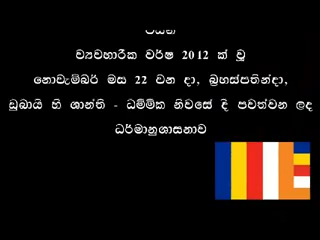 ව්‍යවහාරික වර්ෂ 2012 ක් වූ
නොවැම්බර් මස 22 වන දා, බ්‍රහස්පතින්දා,
ඩුබායි හි ශාන්ති - ධම්මික නිවසේ දි පවත්වන ලද
ධර්මානුශාසනාව